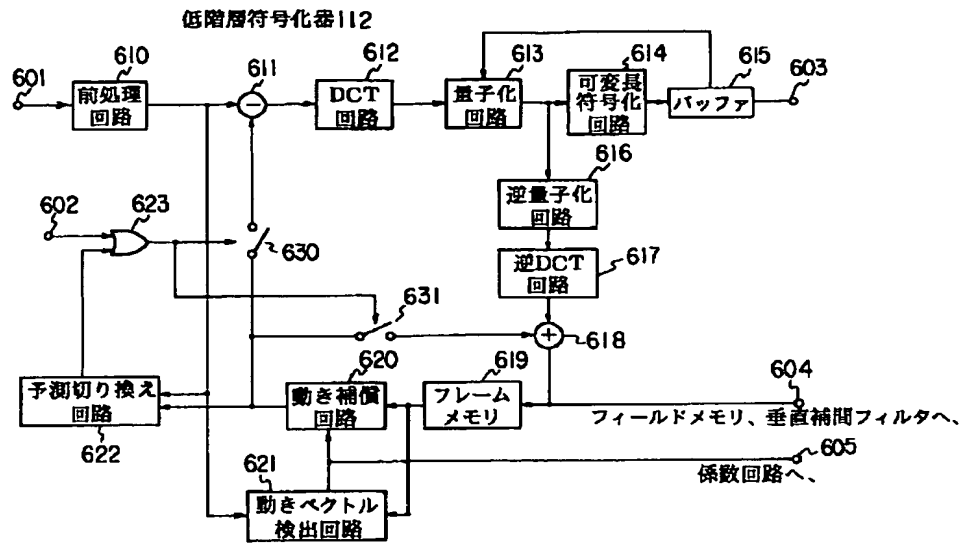 低階層符号化器112
601
610
前処理
回路
611
612
DCT
回路
613
量子化
回路
614
可変長
符号化
回路
615
バッファ
603
616
逆量子化
回路
617
逆DCT
回路
602
623
630
631
618
620
動き補償
回路
619
フレーム
メモリ
604
フィールドメモリ、垂直補間フィルタへ、
605
係数回路へ、
予測切り換え
回路
622
621
動きベクトル
検出回路